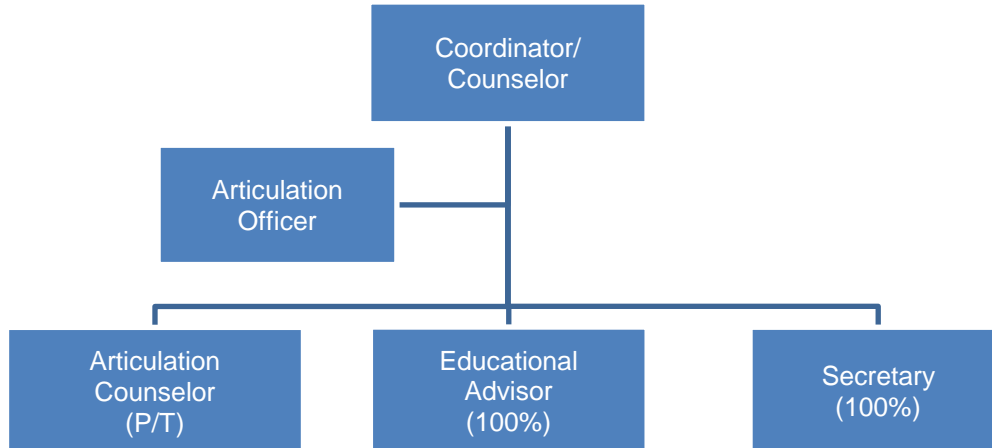 Coordinator/
Counselor
Articulation
Officer
Articulation
Counselor
(P/T)
Educational
Advisor
(100%)
Secretary
(100%)